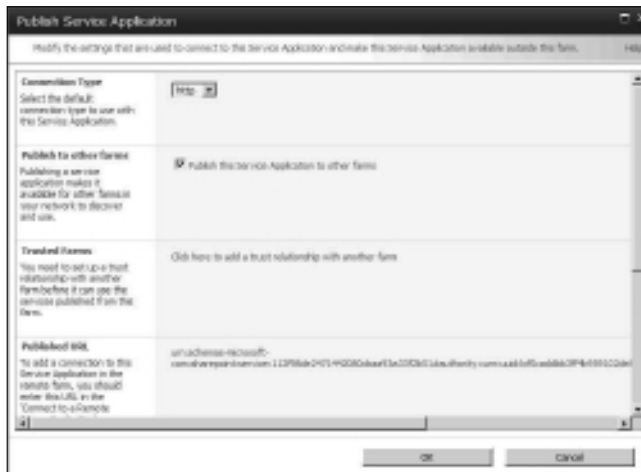 Publish Service Application
Modify the settings that are used to connect to this Service Application and make this Service Application available outside this farm.
Help
Connection Type
Select the default
connection type to use with
this Service Application.
http
Publish to other farms
Publishing a service
application makes it
available for other farms in
your network to discover
and use.
Publish this Service Application to other farms
Trusted Farms
You need to set up a trust
relationship with another
farm before it can use the
services published from this
farm.
Click here to add a trust relationship with another farm
Published URL
To add a connection to this
Service Application in the
remote farm, you should
enter this URL in the
'Connect to a Remote
urn:schemas-microsoft-
OK
Cancel